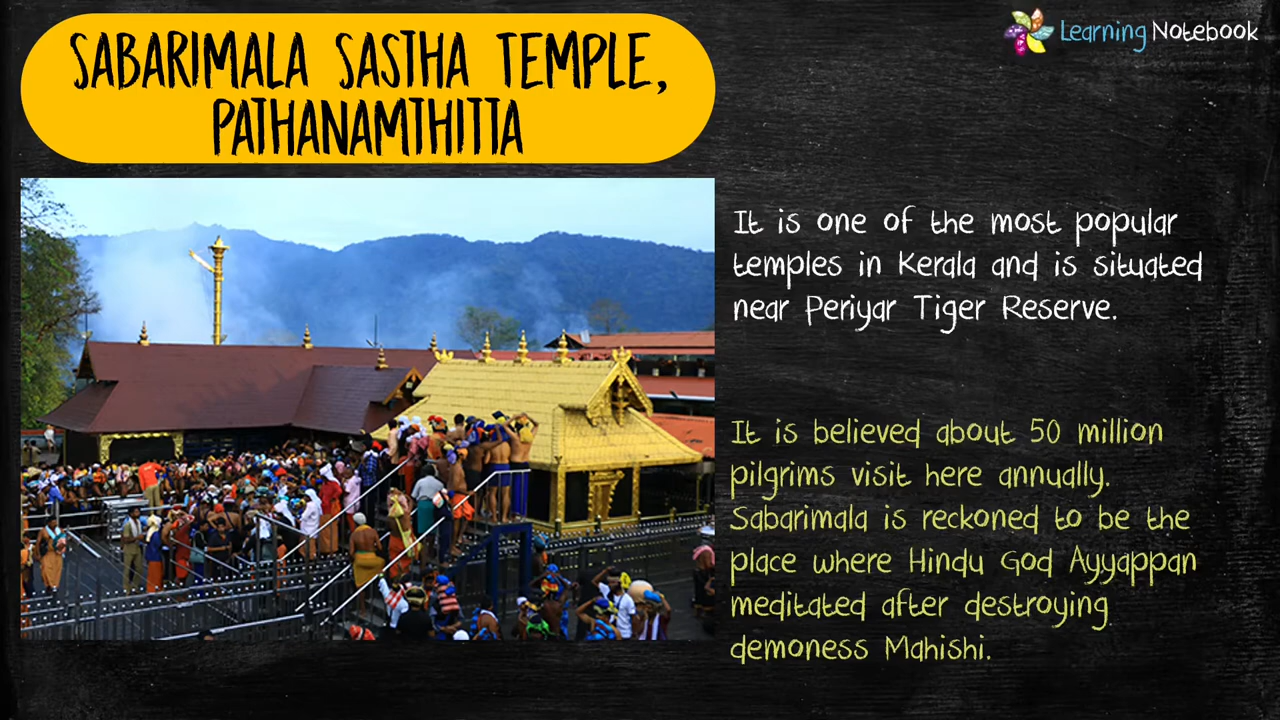 SABARIMALA SASTHA TEMPLE,
PATHANAMTHITTA
Learning Notebook
It is one of the most popular
temples in Kerala and is situated
near Periyar Tiger Reserve.
It is believed about 50 million
pilgrims visit here annually.
Sabarimala is reckoned to be the
place where Hindu God Ayyappan
meditated after destroying
demoness Mahishi.